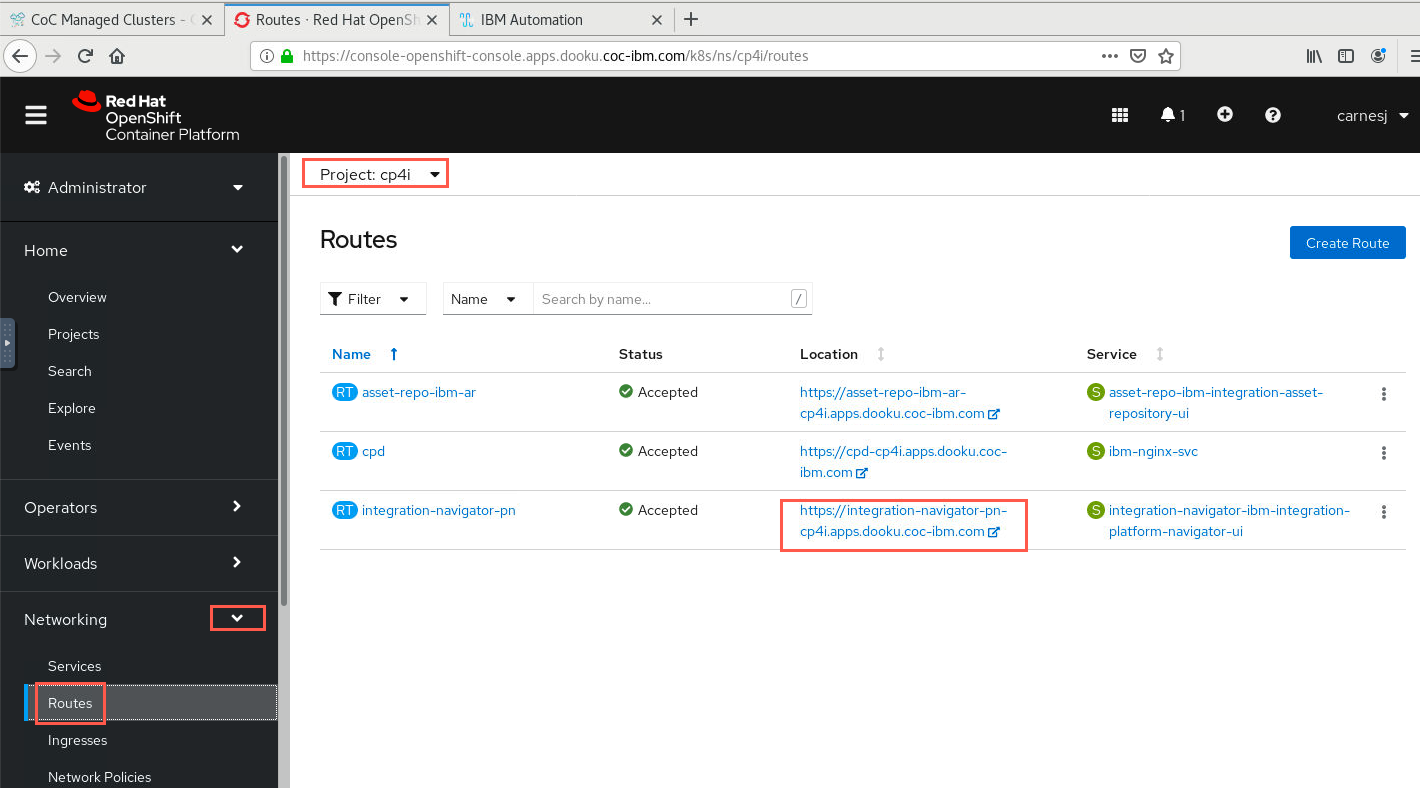 CoC Managed Clusters -
Routes · Red Hat OpenSh
IBM Automation
https://console-openshift-console.apps.dooku.coc-ibm.com/k8s/ns/cp4i/routes
Red Hat
OpenShift
Container Platform
1
carnesj
Administrator
Home
Overview
Projects
Search
Explore
Events
Operators
Workloads
Networking
Services
Routes
Ingresses
Network Policies
Project: cp4i
Routes
Create Route
Filter
Name
Search by name...
/
Name
Status
Location
Service
RT asset-repo-ibm-ar
Accepted
https://asset-repo-ibm-ar-
cp4i.apps.dooku.coc-ibm.com
S asset-repo-ibm-integration-asset-
repository-ui
RT cpd
Accepted
https://cpd-cp4i.apps.dooku.coc-
ibm.com
S ibm-nginx-svc
RT integration-navigator-pn
Accepted
https://integration-navigator-pn-
cp4i.apps.dooku.coc-ibm.com
S integration-navigator-ibm-integration-
platform-navigator-ui